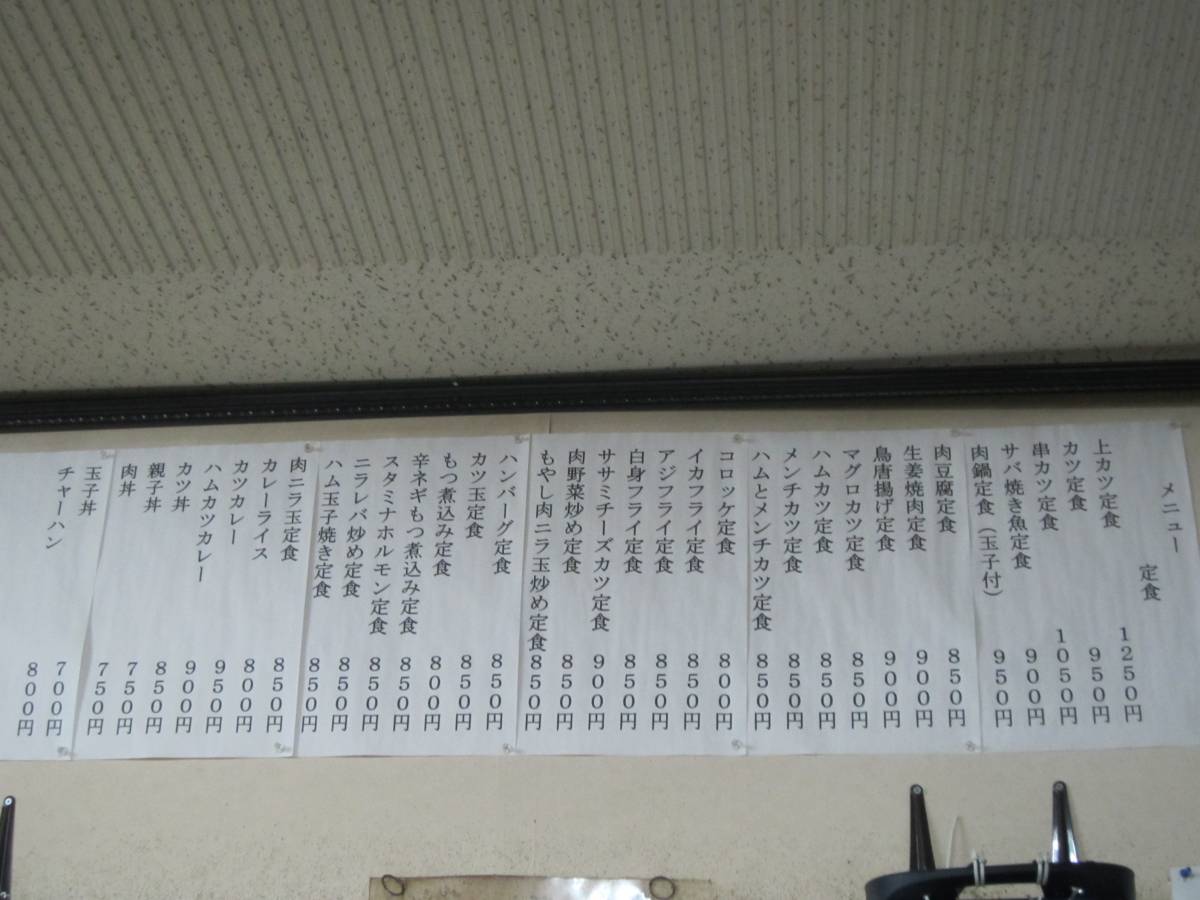 メニュー
定食
上カツ定食 1250円
カツ定食 950円
串カツ定食 1050円
サバ焼き魚定食 900円
肉鍋定食（玉子付） 950円
肉豆腐定食 850円
生姜焼肉定食 900円
鳥唐揚げ定食 900円
マグロカツ定食 850円
ハムカツ定食 850円
メンチカツ定食 850円
ハムとメンチカツ定食 850円
コロッケ定食 800円
イカフライ定食 850円
アジフライ定食 850円
白身フライ定食 850円
ササミチーズカツ定食 900円
肉野菜炒め定食 850円
もやし肉ニラ玉炒め定食 850円
ハンバーグ定食 850円
カツ玉定食 850円
もつ煮込み定食 800円
辛ネギもつ煮込み定食 850円
スタミナホルモン定食 850円
ニラレバ炒め定食 850円
ハム玉子焼き定食 850円
肉ニラ玉定食 850円
カレーライス 800円
カツカレー 950円
ハムカツカレー 900円
カツ丼 850円
親子丼 750円
肉丼 750円
玉子丼 700円
チャーハン 800円